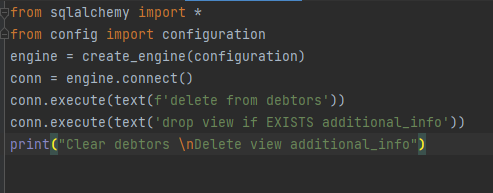 from sqlalchemy import *
from config import configuration
engine = create_engine(configuration)
conn = engine.connect()
conn.execute(text(f'delete from debtors'))
conn.execute(text('drop view if EXISTS additional_info'))
print("Clear debtors \nDelete view additional_info")